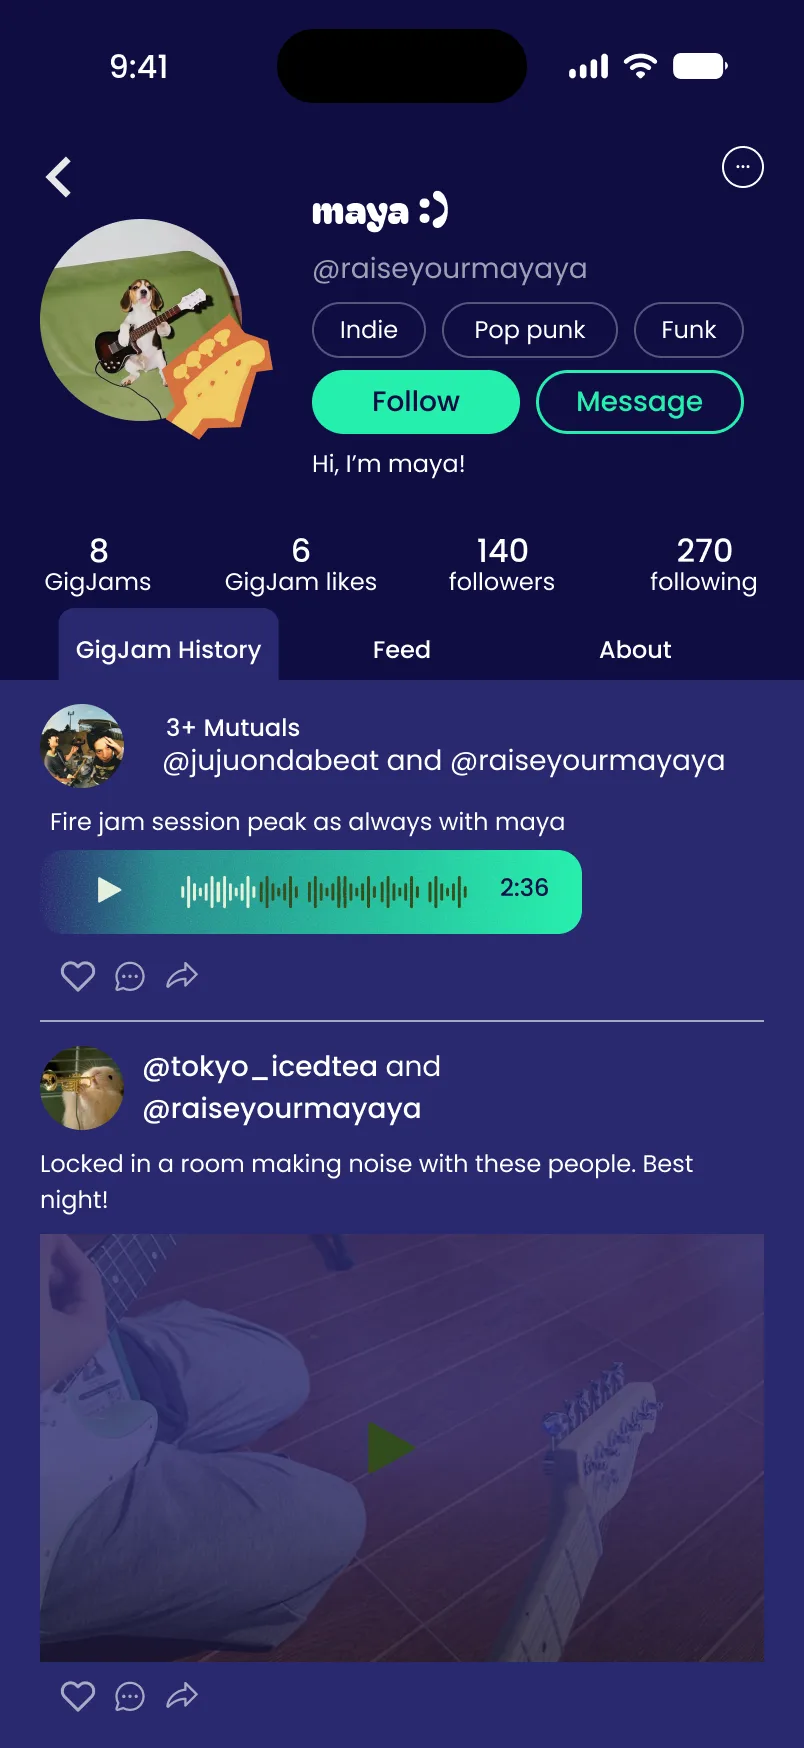 9:41
maya :)
@raiseyourmayaya
Indie
Pop punk
Funk
Follow
Message
Hi, I’m maya!
8
GigJams
6
GigJam likes
140
followers
270
following
GigJam History
Feed
About
3+ Mutuals
@jujuondabeat and @raiseyourmayaya
Fire jam session peak as always with maya
2:36
@tokyo_icedtea and
@raiseyourmayaya
Locked in a room making noise with these people. Best
night!